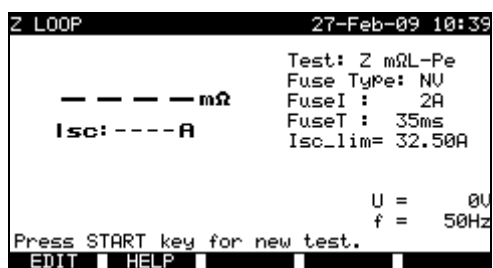 Z LOOP 27-Feb-09 10:39
Test: Z mΩL-Pe
Fuse Type: NV
– – – – mΩ
FuseI : 2A
Isc:----A
FuseT : 35ms
Isc_lim= 32.50A
U = 0V
f = 50Hz
Press START key for new test.
EDIT HELP